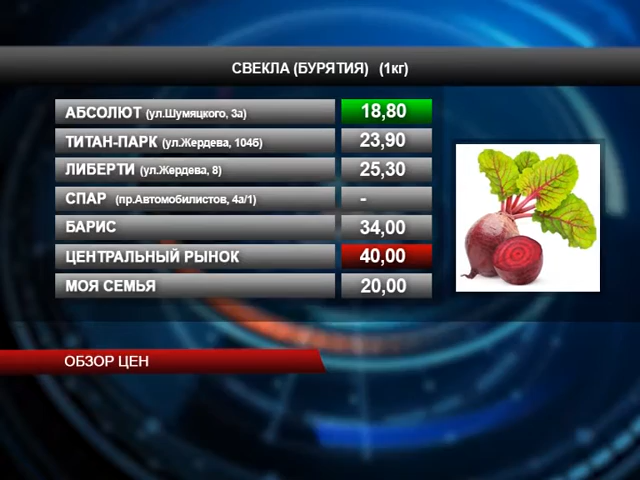 СВЕКЛА (БУРЯТИЯ) (1кг)
АБСОЛЮТ (ул.Шумяцкого, 3а) 18,80
ТИТАН-ПАРК (ул.Жердева, 104б) 23,90
ЛИБЕРТИ (ул.Жердева, 8) 25,30
СПАР (пр.Автомобилистов, 4а/1) -
БАРИС 34,00
ЦЕНТРАЛЬНЫЙ РЫНОК 40,00
МОЯ СЕМЬЯ 20,00
ОБЗОР ЦЕН